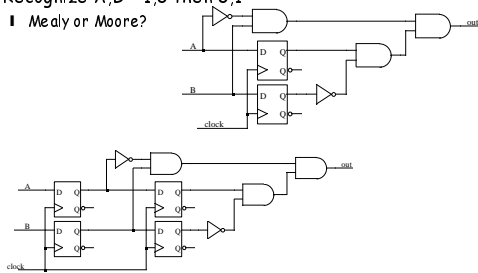 Recognize A,B = 1,0 then 0,1
Mealy or Moore?
out
A
D Q
Q
B
D Q
Q
clock
out
A
D Q
D Q
Q
Q
B
D Q
D Q
Q
Q
clock